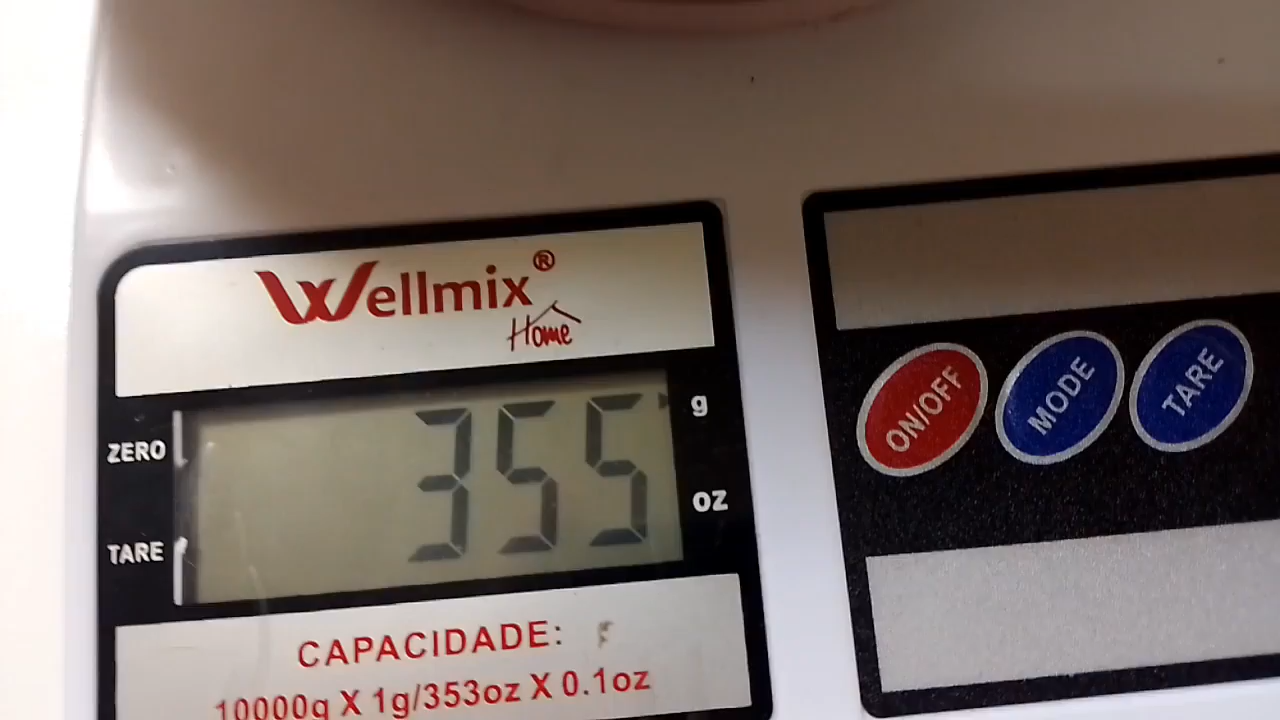 Wellmix®
Home
ZERO
TARE
355
g
oz
CAPACIDADE:
10000g X 1g/353oz X 0.1oz
ON/OFF
MODE
TARE